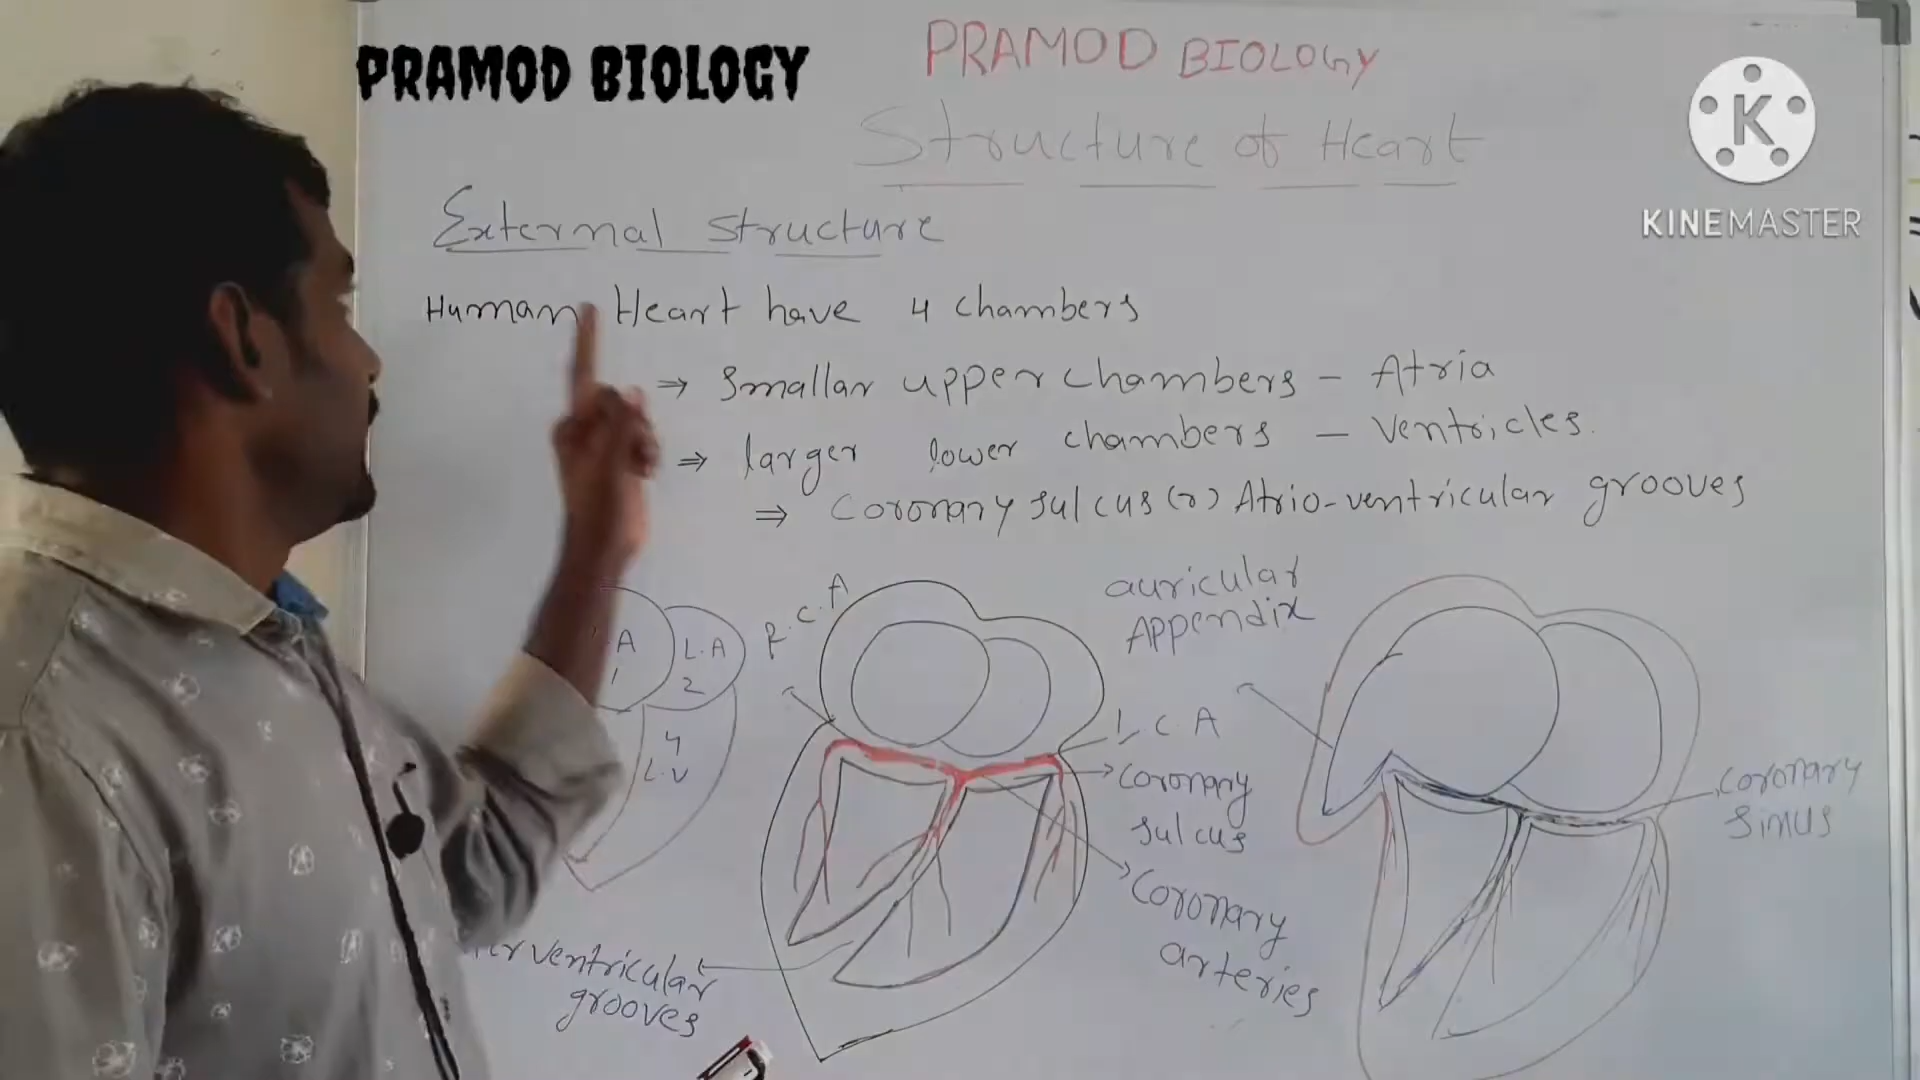 PRAMOD BIOLOGY
PRAMOD BIOLOGY
K
KINEMASTER
Structure of Heart
External structure
Human Heart have 4 chambers
⇒ Smallar upper chambers – Atria
⇒ larger lower chambers – Ventricles.
⇒ Coronary sulcus (r) Atrio-ventricular grooves
A
1
L.A
2
4
L.V
R.C.A
auricular
Appendix
L.C.A
Coronary
sulcus
Coronary
arteries
ventricular
grooves
Coronary
Sinus